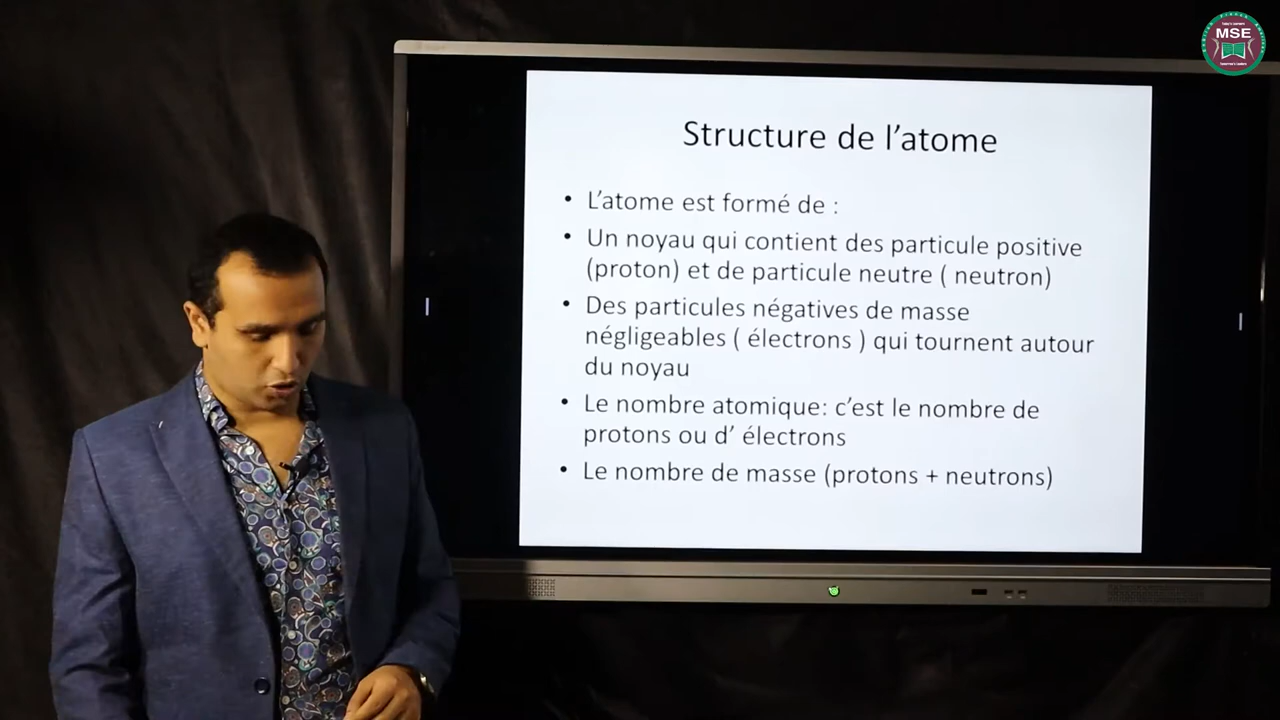 MSE
Structure de l'atome
• L'atome est formé de :
• Un noyau qui contient des particule positive
(proton) et de particule neutre ( neutron)
• Des particules négatives de masse
négligeables ( électrons ) qui tournent autour
du noyau
• Le nombre atomique: c'est le nombre de
protons ou d' électrons
• Le nombre de masse (protons + neutrons)